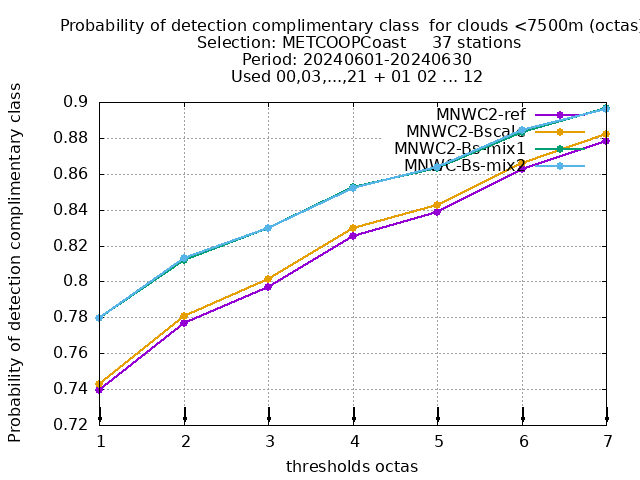 Probability of detection complimentary class  for clouds <7500m (octas)
Selection: METCOOPCoast     37 stations
Period: 20240601-20240630
Used 00,03,...,21 + 01 02 ... 12
Probability of detection complimentary class
0.9
0.88
0.86
0.84
0.82
0.8
0.78
0.76
0.74
0.72
MNWC2-ref
MNWC2-Bscale
MNWC2-Bs-mix1
MNWC-Bs-mix2
1 2 3 4 5 6 7
thresholds octas